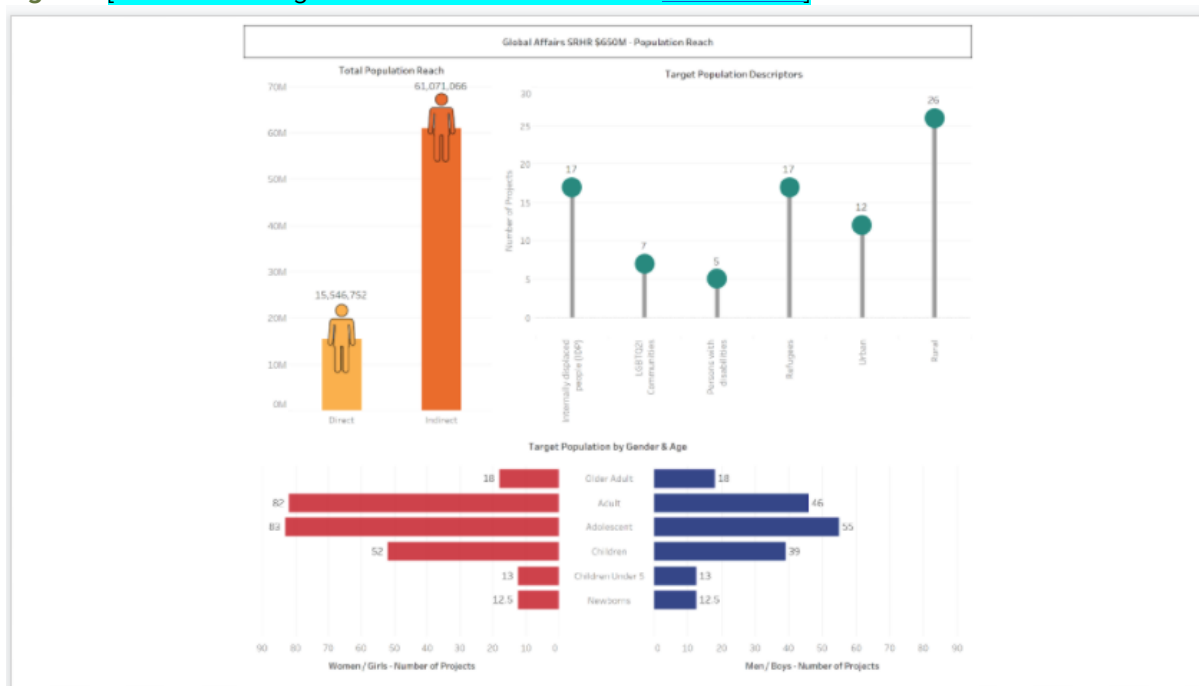 Global Affairs SRHR $650M - Population Reach
Total Population Reach
70M
60M
50M
40M
30M
20M
10M
0M
61,071,066
15,546,752
Direct
Indirect
Target Population Descriptors
Number of Projects
30
25
20
15
10
5
0
17
7
5
17
12
26
Internally displaced
people (IDP)
LGBTQ2I
Communities
Persons with
disabilities
Refugees
Urban
Rural
Target Population by Gender & Age
18 Older Adult 18
82 Adult 46
83 Adolescent 55
52 Children 39
13 Children Under 5 13
12.5 Newborns 12.5
90 80 70 60 50 40 30 20 10 0 0 10 20 30 40 50 60 70 80 90
Women / Girls - Number of Projects Men / Boys - Number of Projects